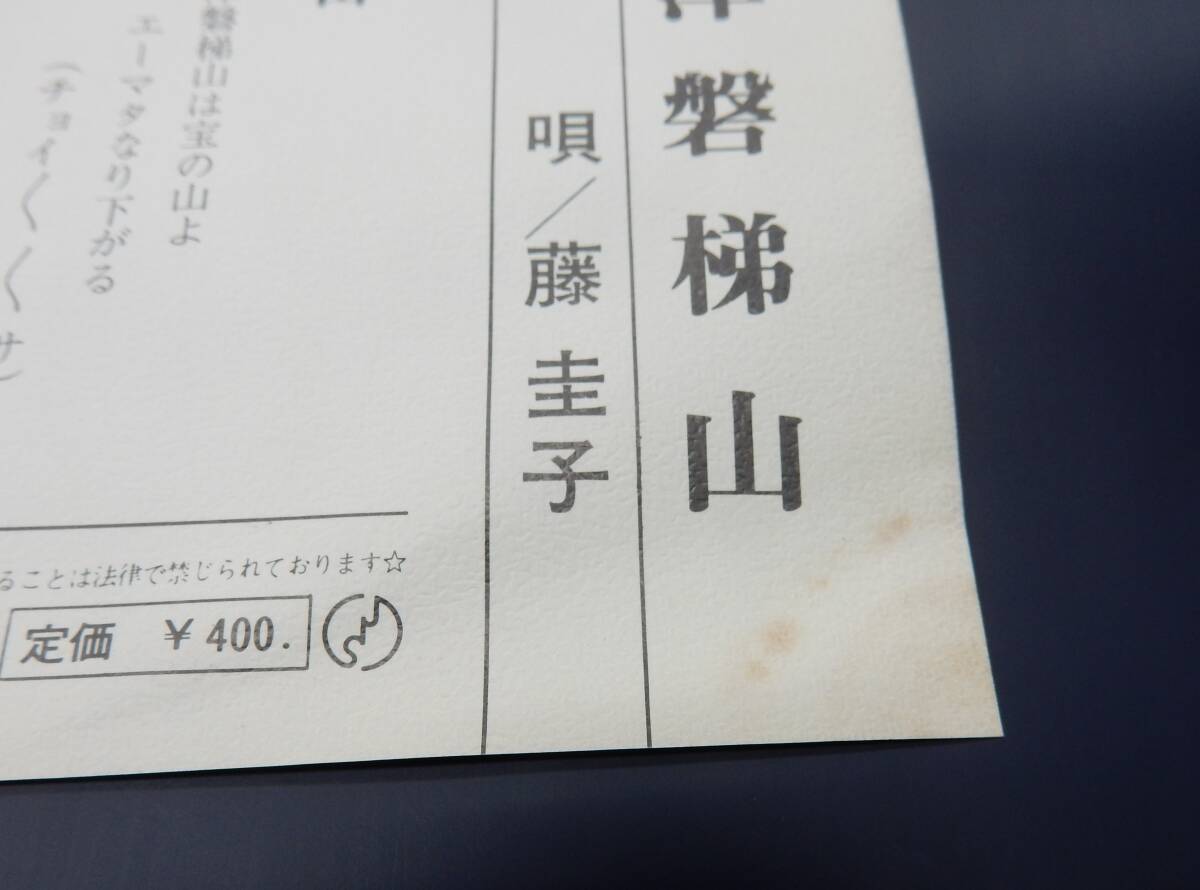 磐梯山
唄／藤圭子
磐梯山は宝の山よ
エーマタなり下がる
（チョイ〱〱サ）
ることは法律で禁じられております☆
定価 ￥400.